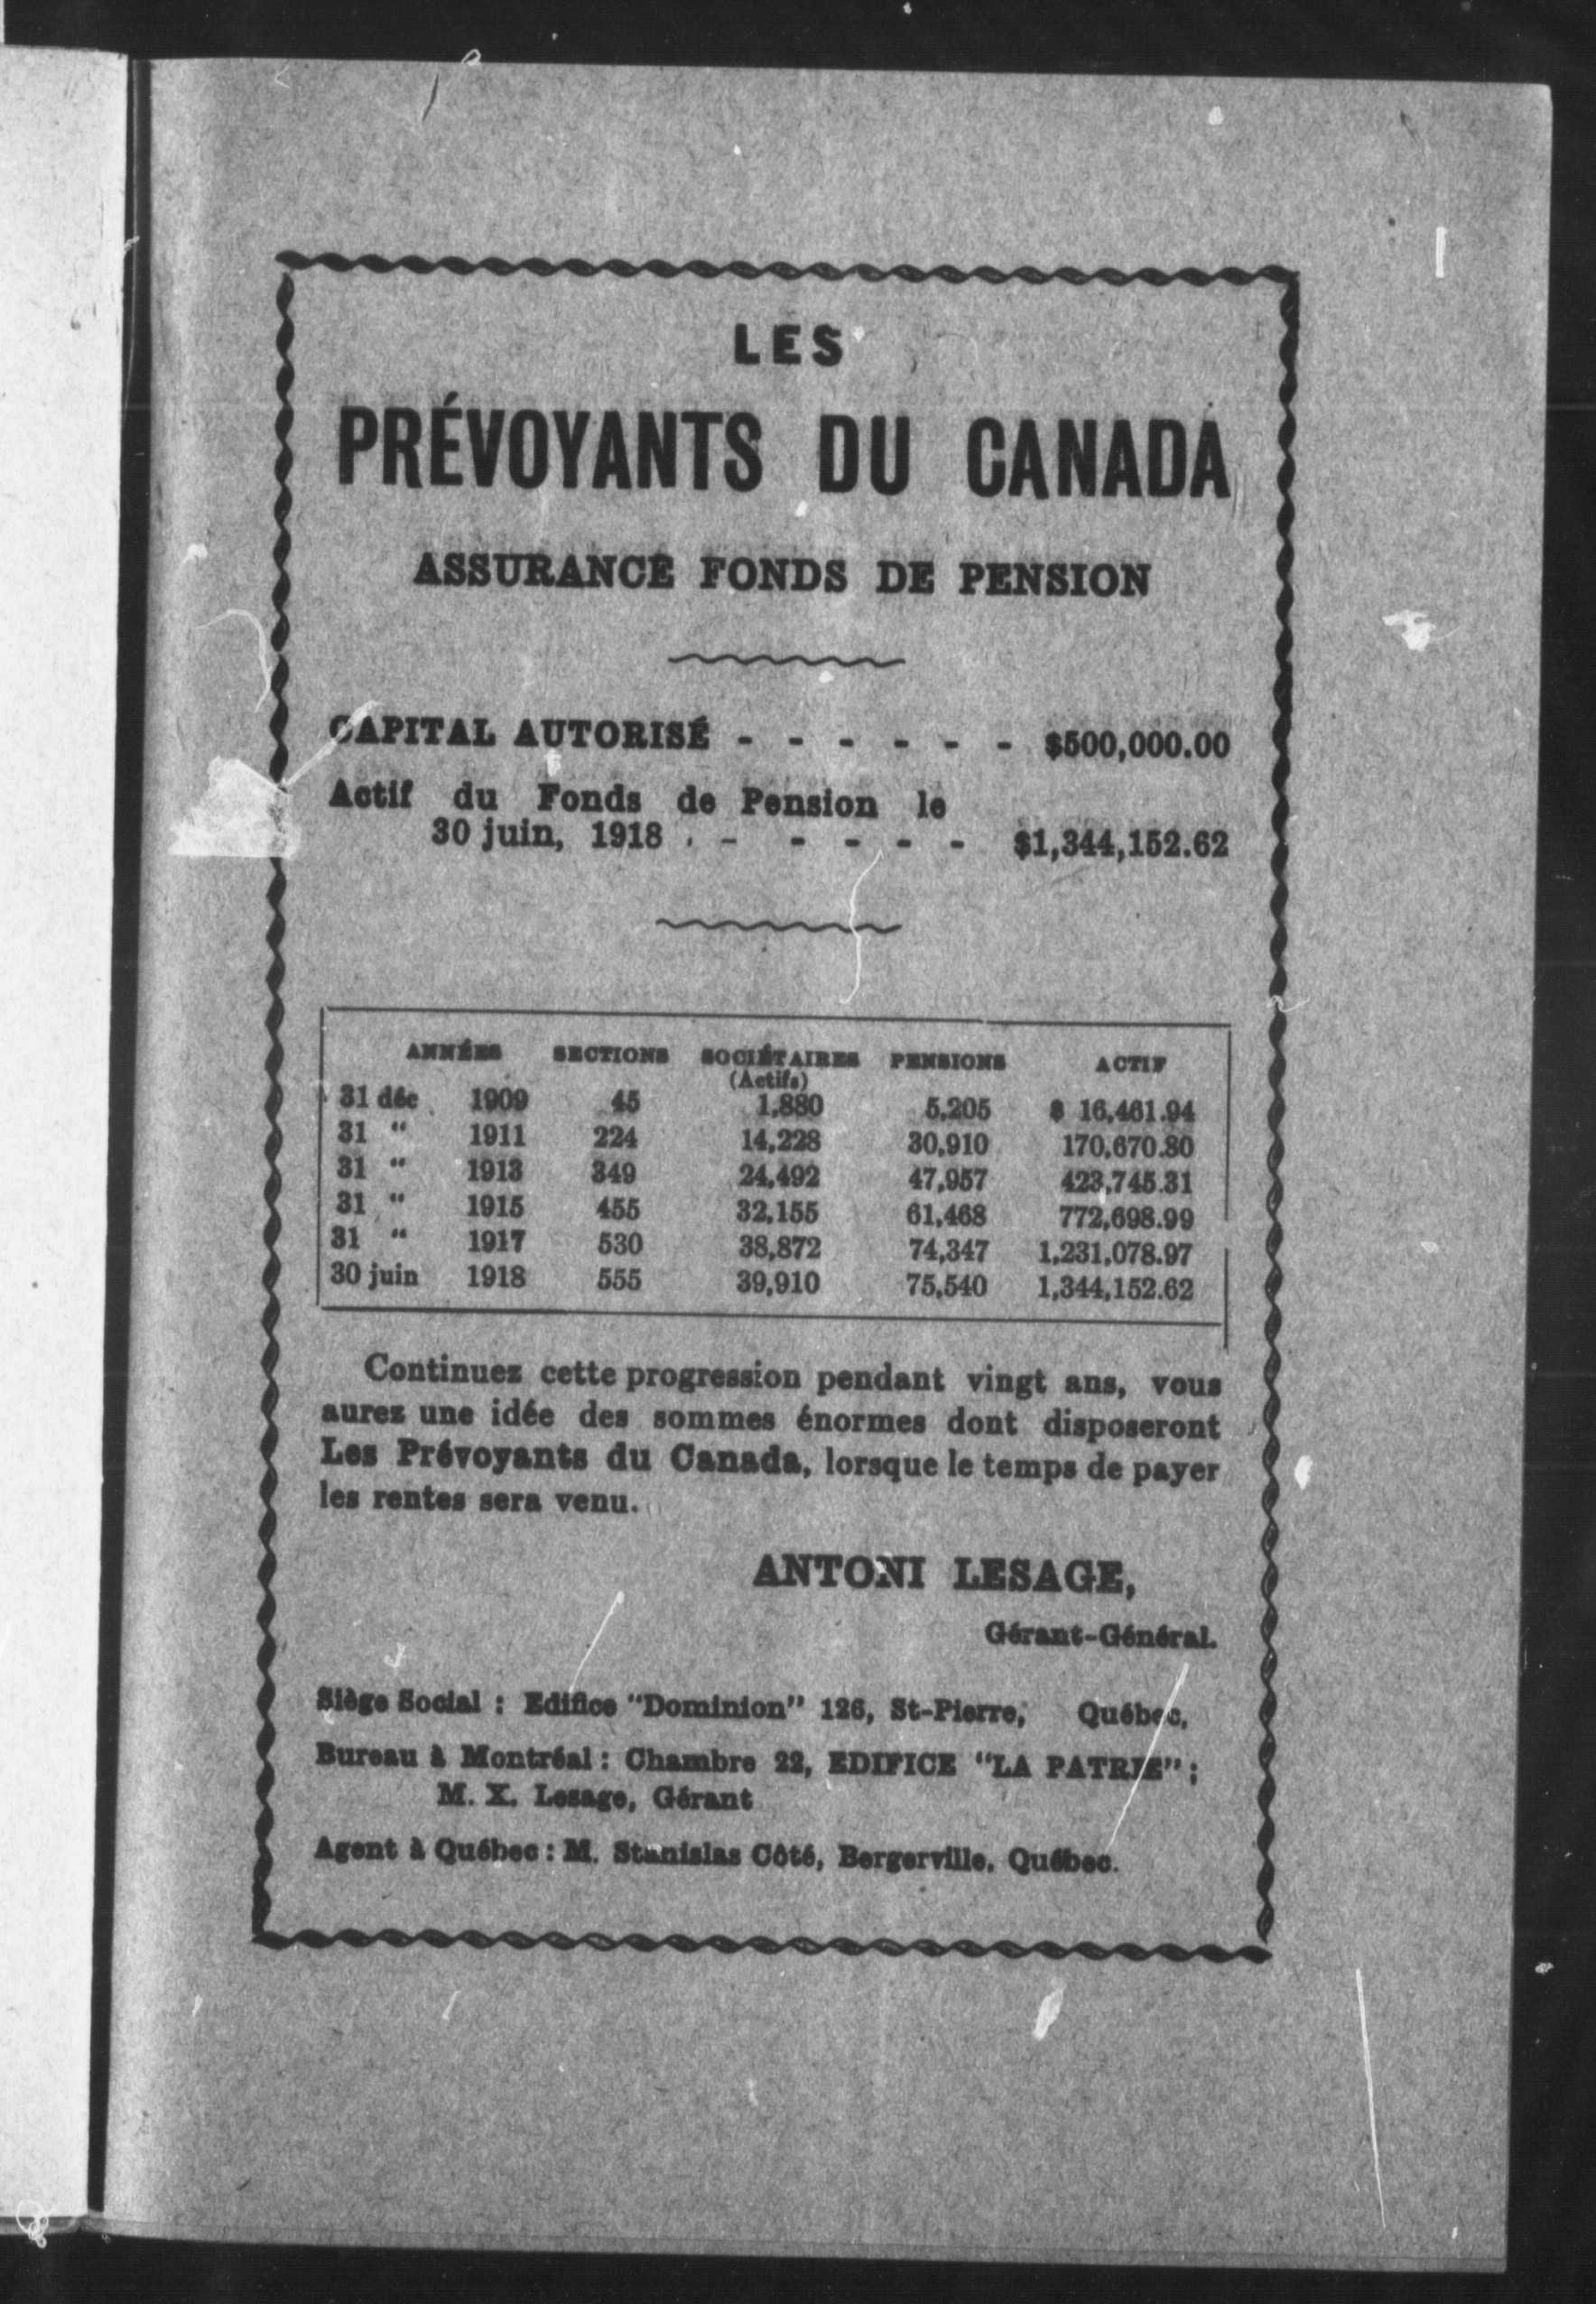 LES
PRÉVOYANTS DU CANADA
ASSURANCE FONDS DE PENSION
CAPITAL AUTORISÉ - - - - - - $500,000.00
Actif du Fonds de Pension le
30 juin, 1918 . - - - - - $1,344,152.62
ANNÉES SECTIONS SOCIÉTAIRES PENSIONS ACTIF
(Actifs)
31 déc 1909 45 1,880 5,205 $ 16,461.94
31 “ 1911 224 14,228 30,910 170,670.80
31 “ 1913 349 24,492 47,957 423,745.31
31 “ 1915 455 32,155 61,468 772,698.99
31 “ 1917 530 38,872 74,347 1,231,078.97
30 juin 1918 555 39,910 75,540 1,344,152.62
Continuez cette progression pendant vingt ans, vous
aurez une idée des sommes énormes dont disposeront
Les Prévoyants du Canada, lorsque le temps de payer
les rentes sera venu.
ANTONI LESAGE,
Gérant-Général.
Siège Social : Edifice "Dominion" 126, St-Pierre, Québec,
Bureau à Montréal : Chambre 22, EDIFICE "LA PATRIE" ;
M. X. Lesage, Gérant
Agent à Québec : M. Stanislas Côté, Bergerville, Québec.